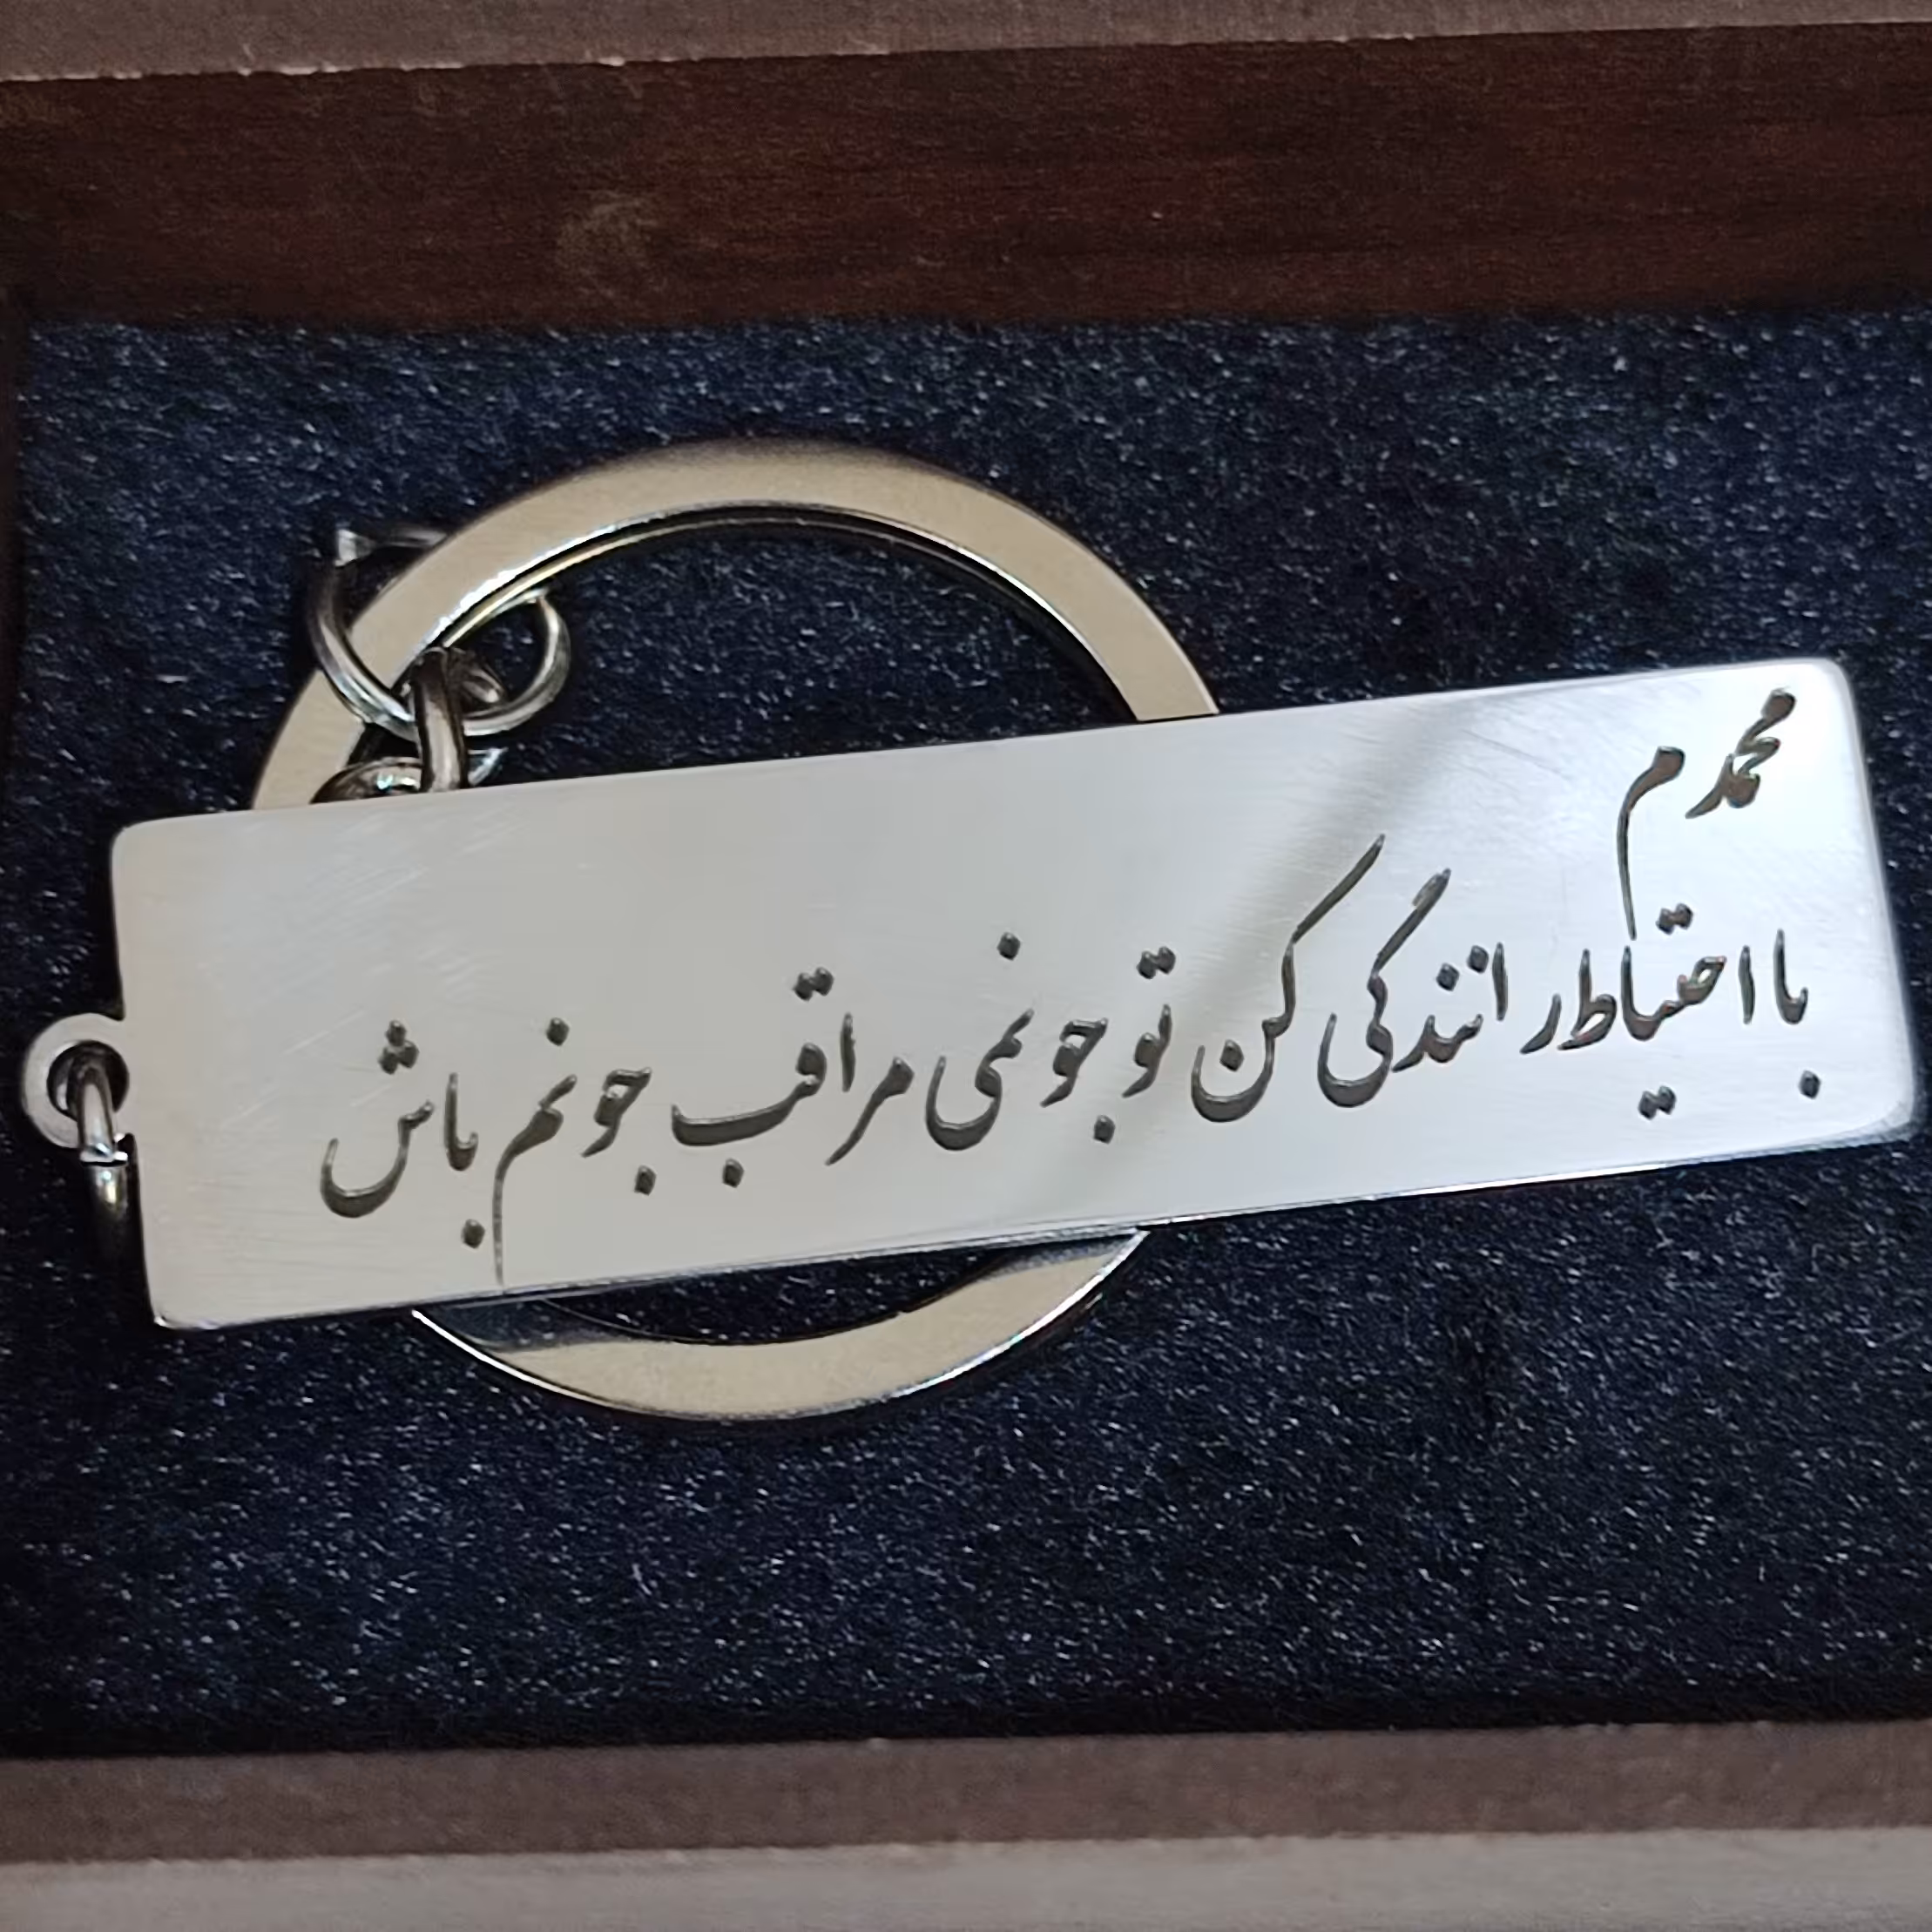 محمدم
با احتیاط رانندگی کن تو جونمی مراقب جونم باش